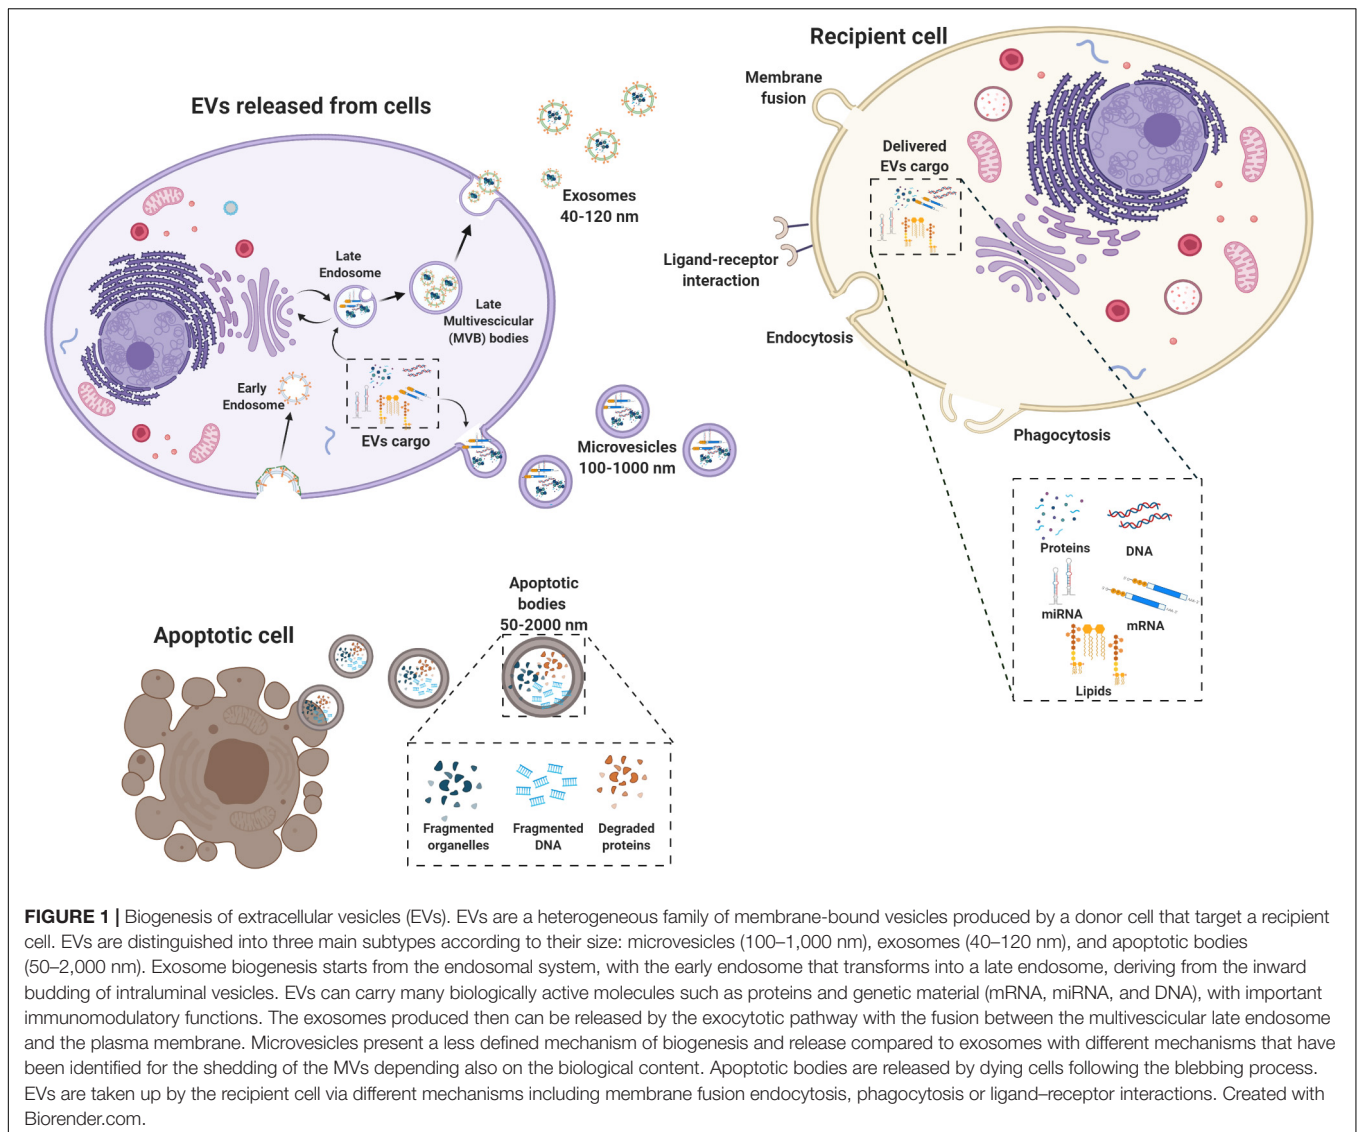 Recipient cell
Membrane
fusion
EVs released from cells
Delivered
EVs cargo
Exosomes
40-120 nm
Late
Endosome
Ligand-receptor
interaction
Late
Multivescicular
(MVB) bodies
Endocytosis
Early
Endosome
EVs cargo
Microvesicles
100-1000 nm
Phagocytosis
Proteins
DNA
miRNA
mRNA
Lipids
Apoptotic
bodies
50-2000 nm
Apoptotic cell
Fragmented
organelles
Fragmented
DNA
Degraded
proteins
FIGURE 1 | Biogenesis of extracellular vesicles (EVs). EVs are a heterogeneous family of membrane-bound vesicles produced by a donor cell that target a recipient
cell. EVs are distinguished into three main subtypes according to their size: microvesicles (100–1,000 nm), exosomes (40–120 nm), and apoptotic bodies
(50–2,000 nm). Exosome biogenesis starts from the endosomal system, with the early endosome that transforms into a late endosome, deriving from the inward
budding of intraluminal vesicles. EVs can carry many biologically active molecules such as proteins and genetic material (mRNA, miRNA, and DNA), with important
immunomodulatory functions. The exosomes produced then can be released by the exocytotic pathway with the fusion between the multivescicular late endosome
and the plasma membrane. Microvesicles present a less defined mechanism of biogenesis and release compared to exosomes with different mechanisms that have
been identified for the shedding of the MVs depending also on the biological content. Apoptotic bodies are released by dying cells following the blebbing process.
EVs are taken up by the recipient cell via different mechanisms including membrane fusion endocytosis, phagocytosis or ligand–receptor interactions. Created with
Biorender.com.